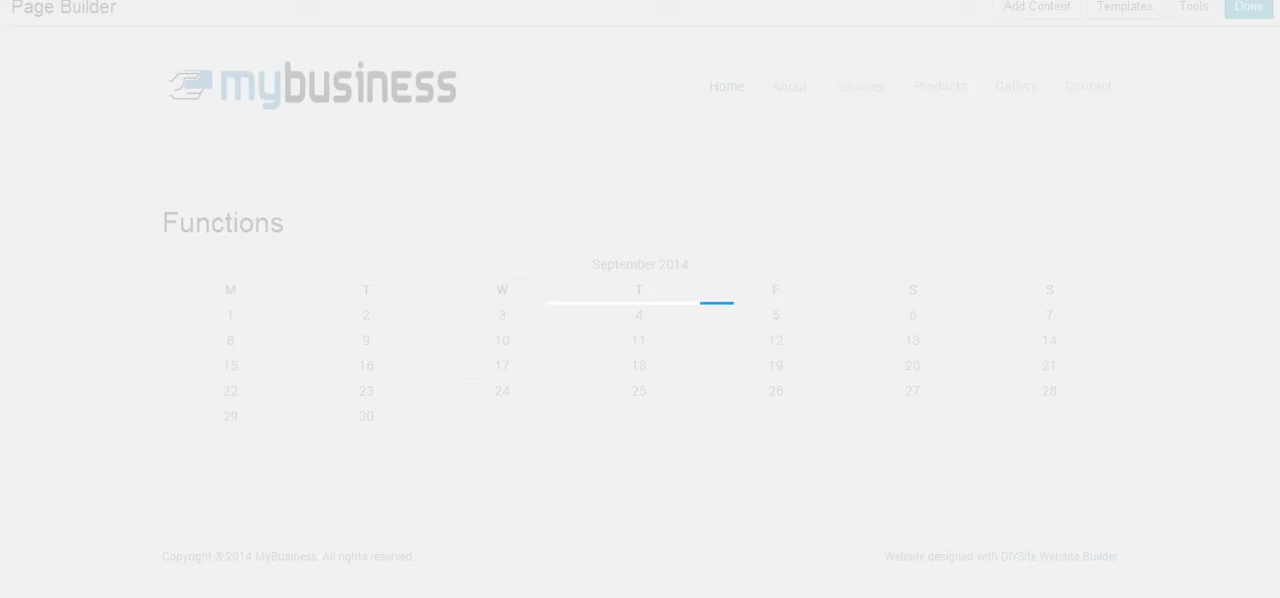 Page Builder Add Content Templates Tools Done
mybusiness
Home About Services Products Gallery Contact
Functions
September 2014
M T W T F S S
1 2 3 4 5 6 7
8 9 10 11 12 13 14
15 16 17 18 19 20 21
22 23 24 25 26 27 28
29 30
Copyright © 2014 MyBusiness. All rights reserved Website designed with DIYSite Website Builder